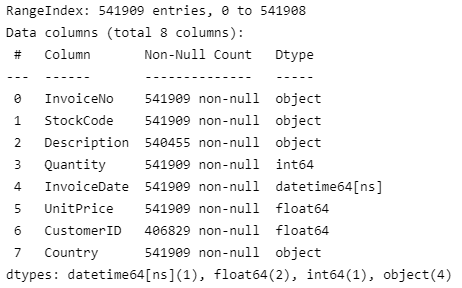 RangeIndex: 541909 entries, 0 to 541908
Data columns (total 8 columns):
 #   Column       Non-Null Count   Dtype
---  ------       --------------   -----
 0   InvoiceNo    541909 non-null  object
 1   StockCode    541909 non-null  object
 2   Description  540455 non-null  object
 3   Quantity     541909 non-null  int64
 4   InvoiceDate  541909 non-null  datetime64[ns]
 5   UnitPrice    541909 non-null  float64
 6   CustomerID   406829 non-null  float64
 7   Country      541909 non-null  object
dtypes: datetime64[ns](1), float64(2), int64(1), object(4)